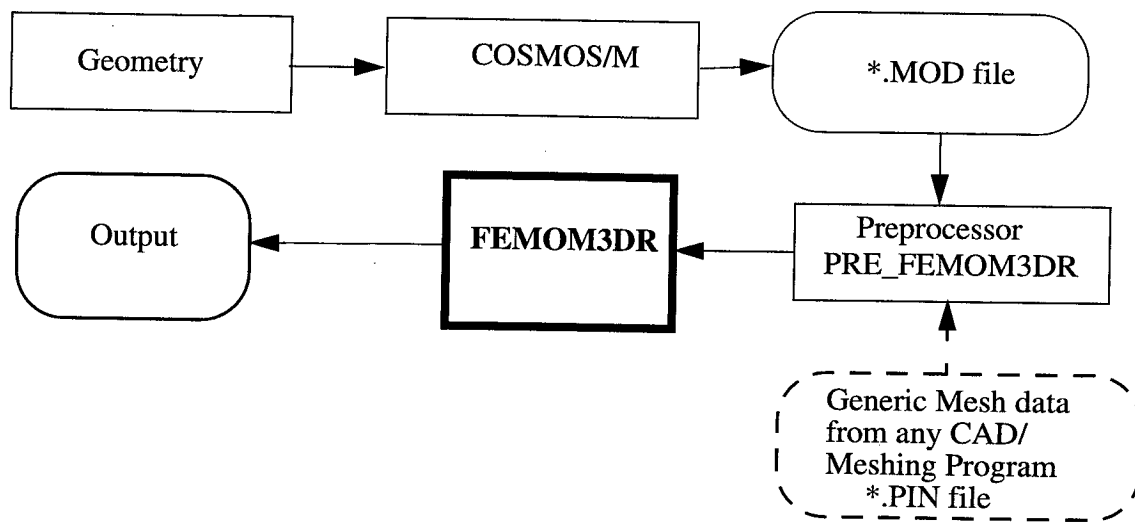 Geometry
COSMOS/M
*.MOD file
Output
FEMOM3DR
Preprocessor
PRE_FEMOM3DR
Generic Mesh data
from any CAD/
Meshing Program
*.PIN file